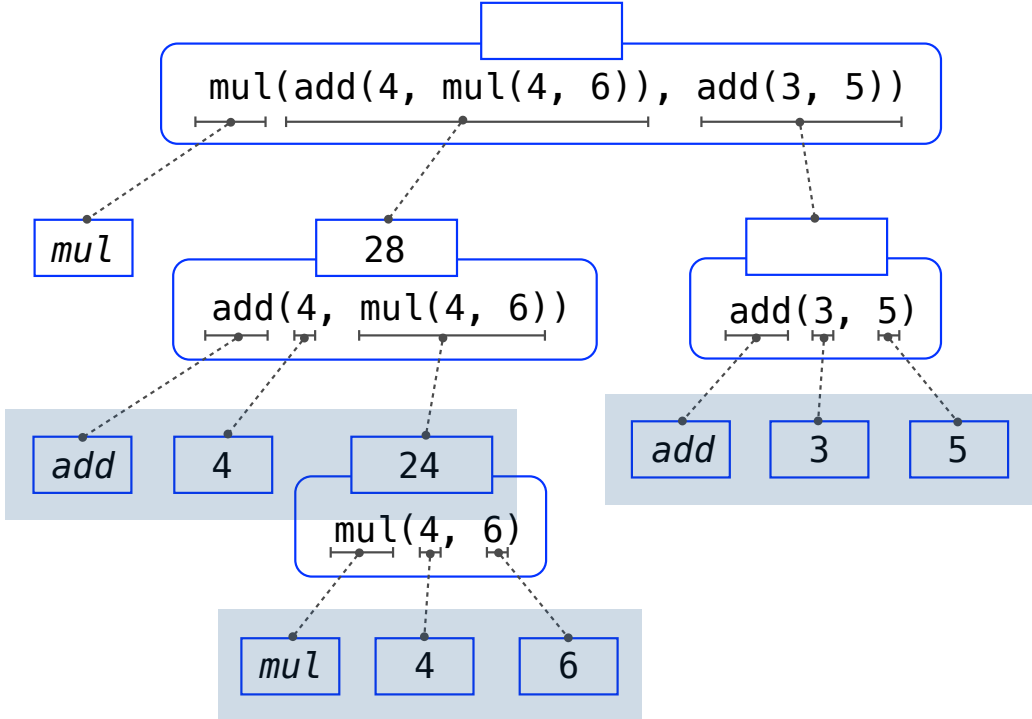 mul(add(4, mul(4, 6)), add(3, 5))
mul
28
add(4, mul(4, 6))
add(3, 5)
add
4
24
add
3
5
mul(4, 6)
mul
4
6